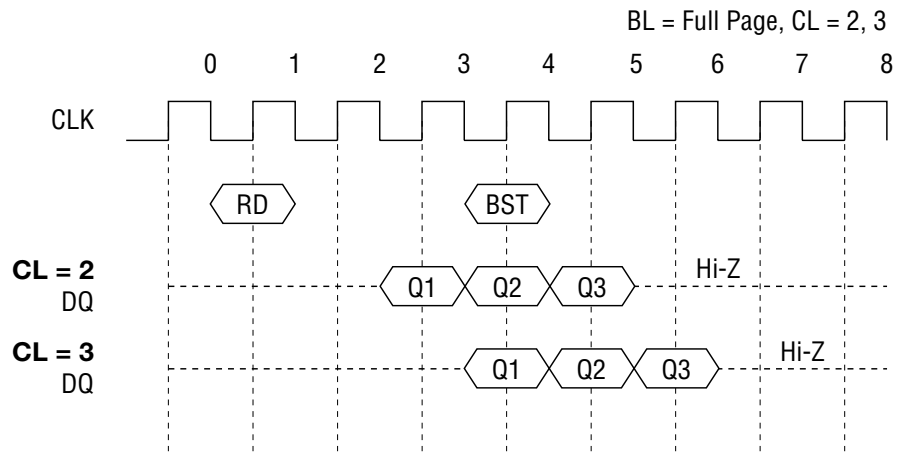 BL = Full Page, CL = 2, 3
0 1 2 3 4 5 6 7 8
CLK
RD BST
CL = 2
DQ Q1 Q2 Q3 Hi-Z
CL = 3
DQ Q1 Q2 Q3 Hi-Z